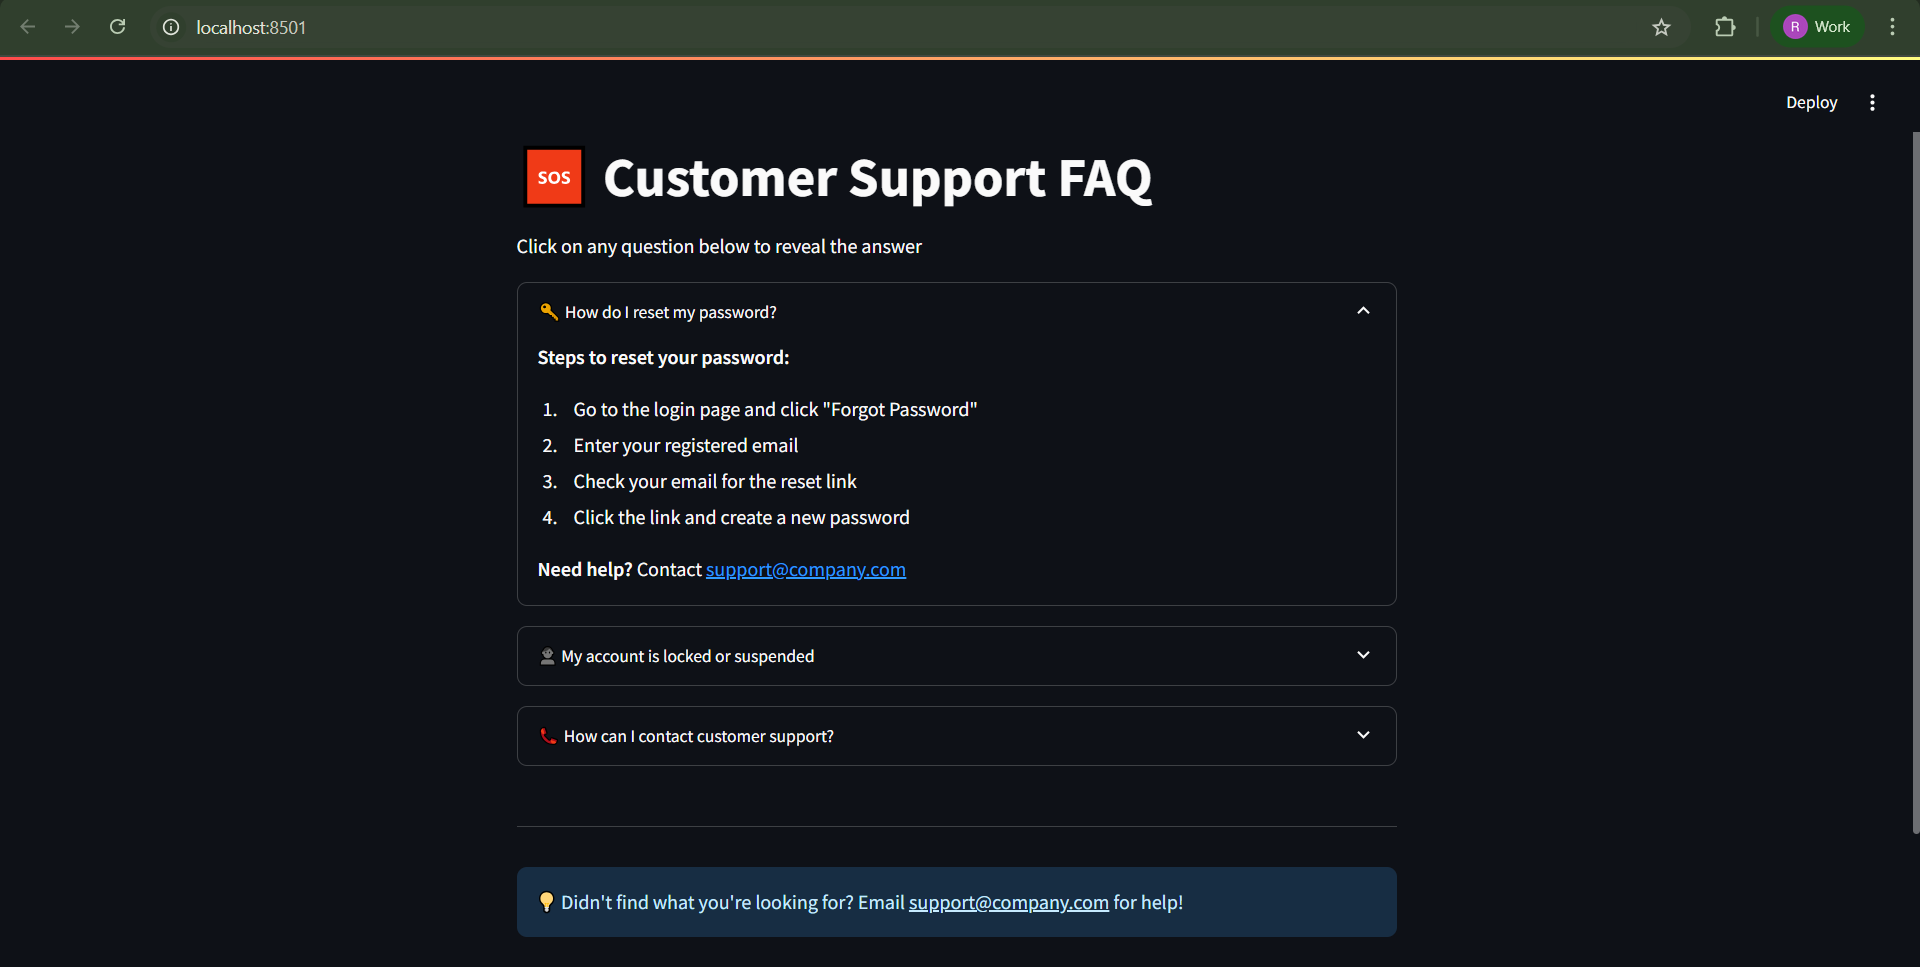 localhost:8501
R Work
Deploy
SOS Customer Support FAQ
Click on any question below to reveal the answer
How do I reset my password?
Steps to reset your password:
1. Go to the login page and click "Forgot Password"
2. Enter your registered email
3. Check your email for the reset link
4. Click the link and create a new password
Need help? Contact support@company.com
My account is locked or suspended
How can I contact customer support?
Didn't find what you're looking for? Email support@company.com for help!